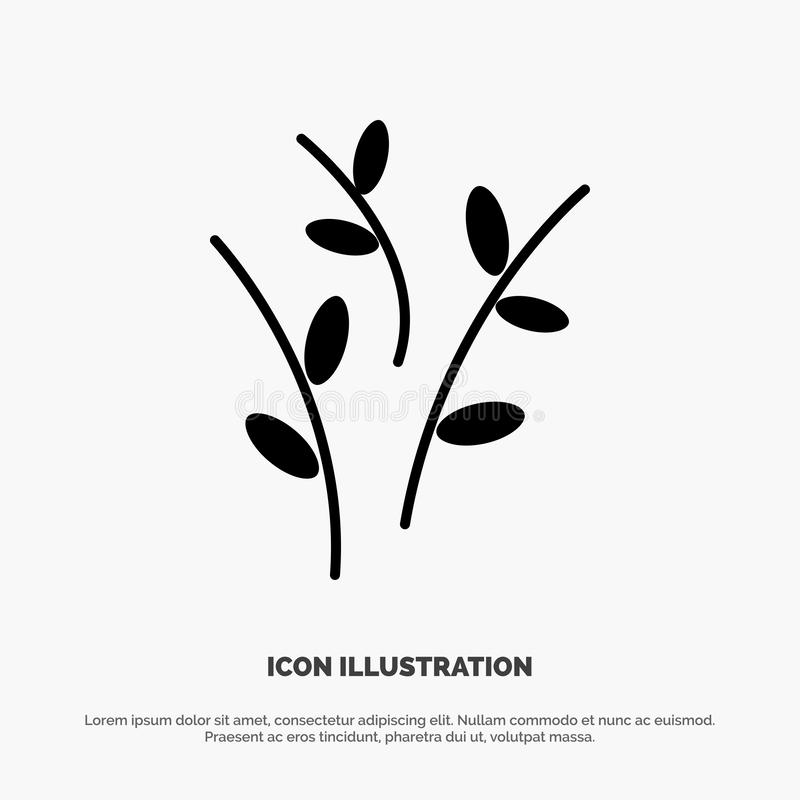 dreamstime.
ICON ILLUSTRATION
Lorem ipsum dolor sit amet, consectetur adipiscing elit. Nullam commodo et nunc ac euismod.
Praesent ac eros tincidunt, pharetra dui ut, volutpat massa.